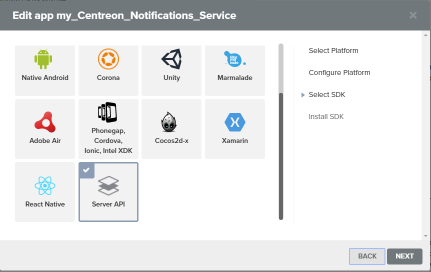 Edit app my_Centreon_Notifications_Service
×
Native Android
Corona
Unity
Marmalade
Adobe Air
Phonegap,
Cordova,
Ionic, Intel XDK
Cocos2d-x
Xamarin
React Native
Server API
Select Platform
Configure Platform
Select SDK
Install SDK
BACK
NEXT